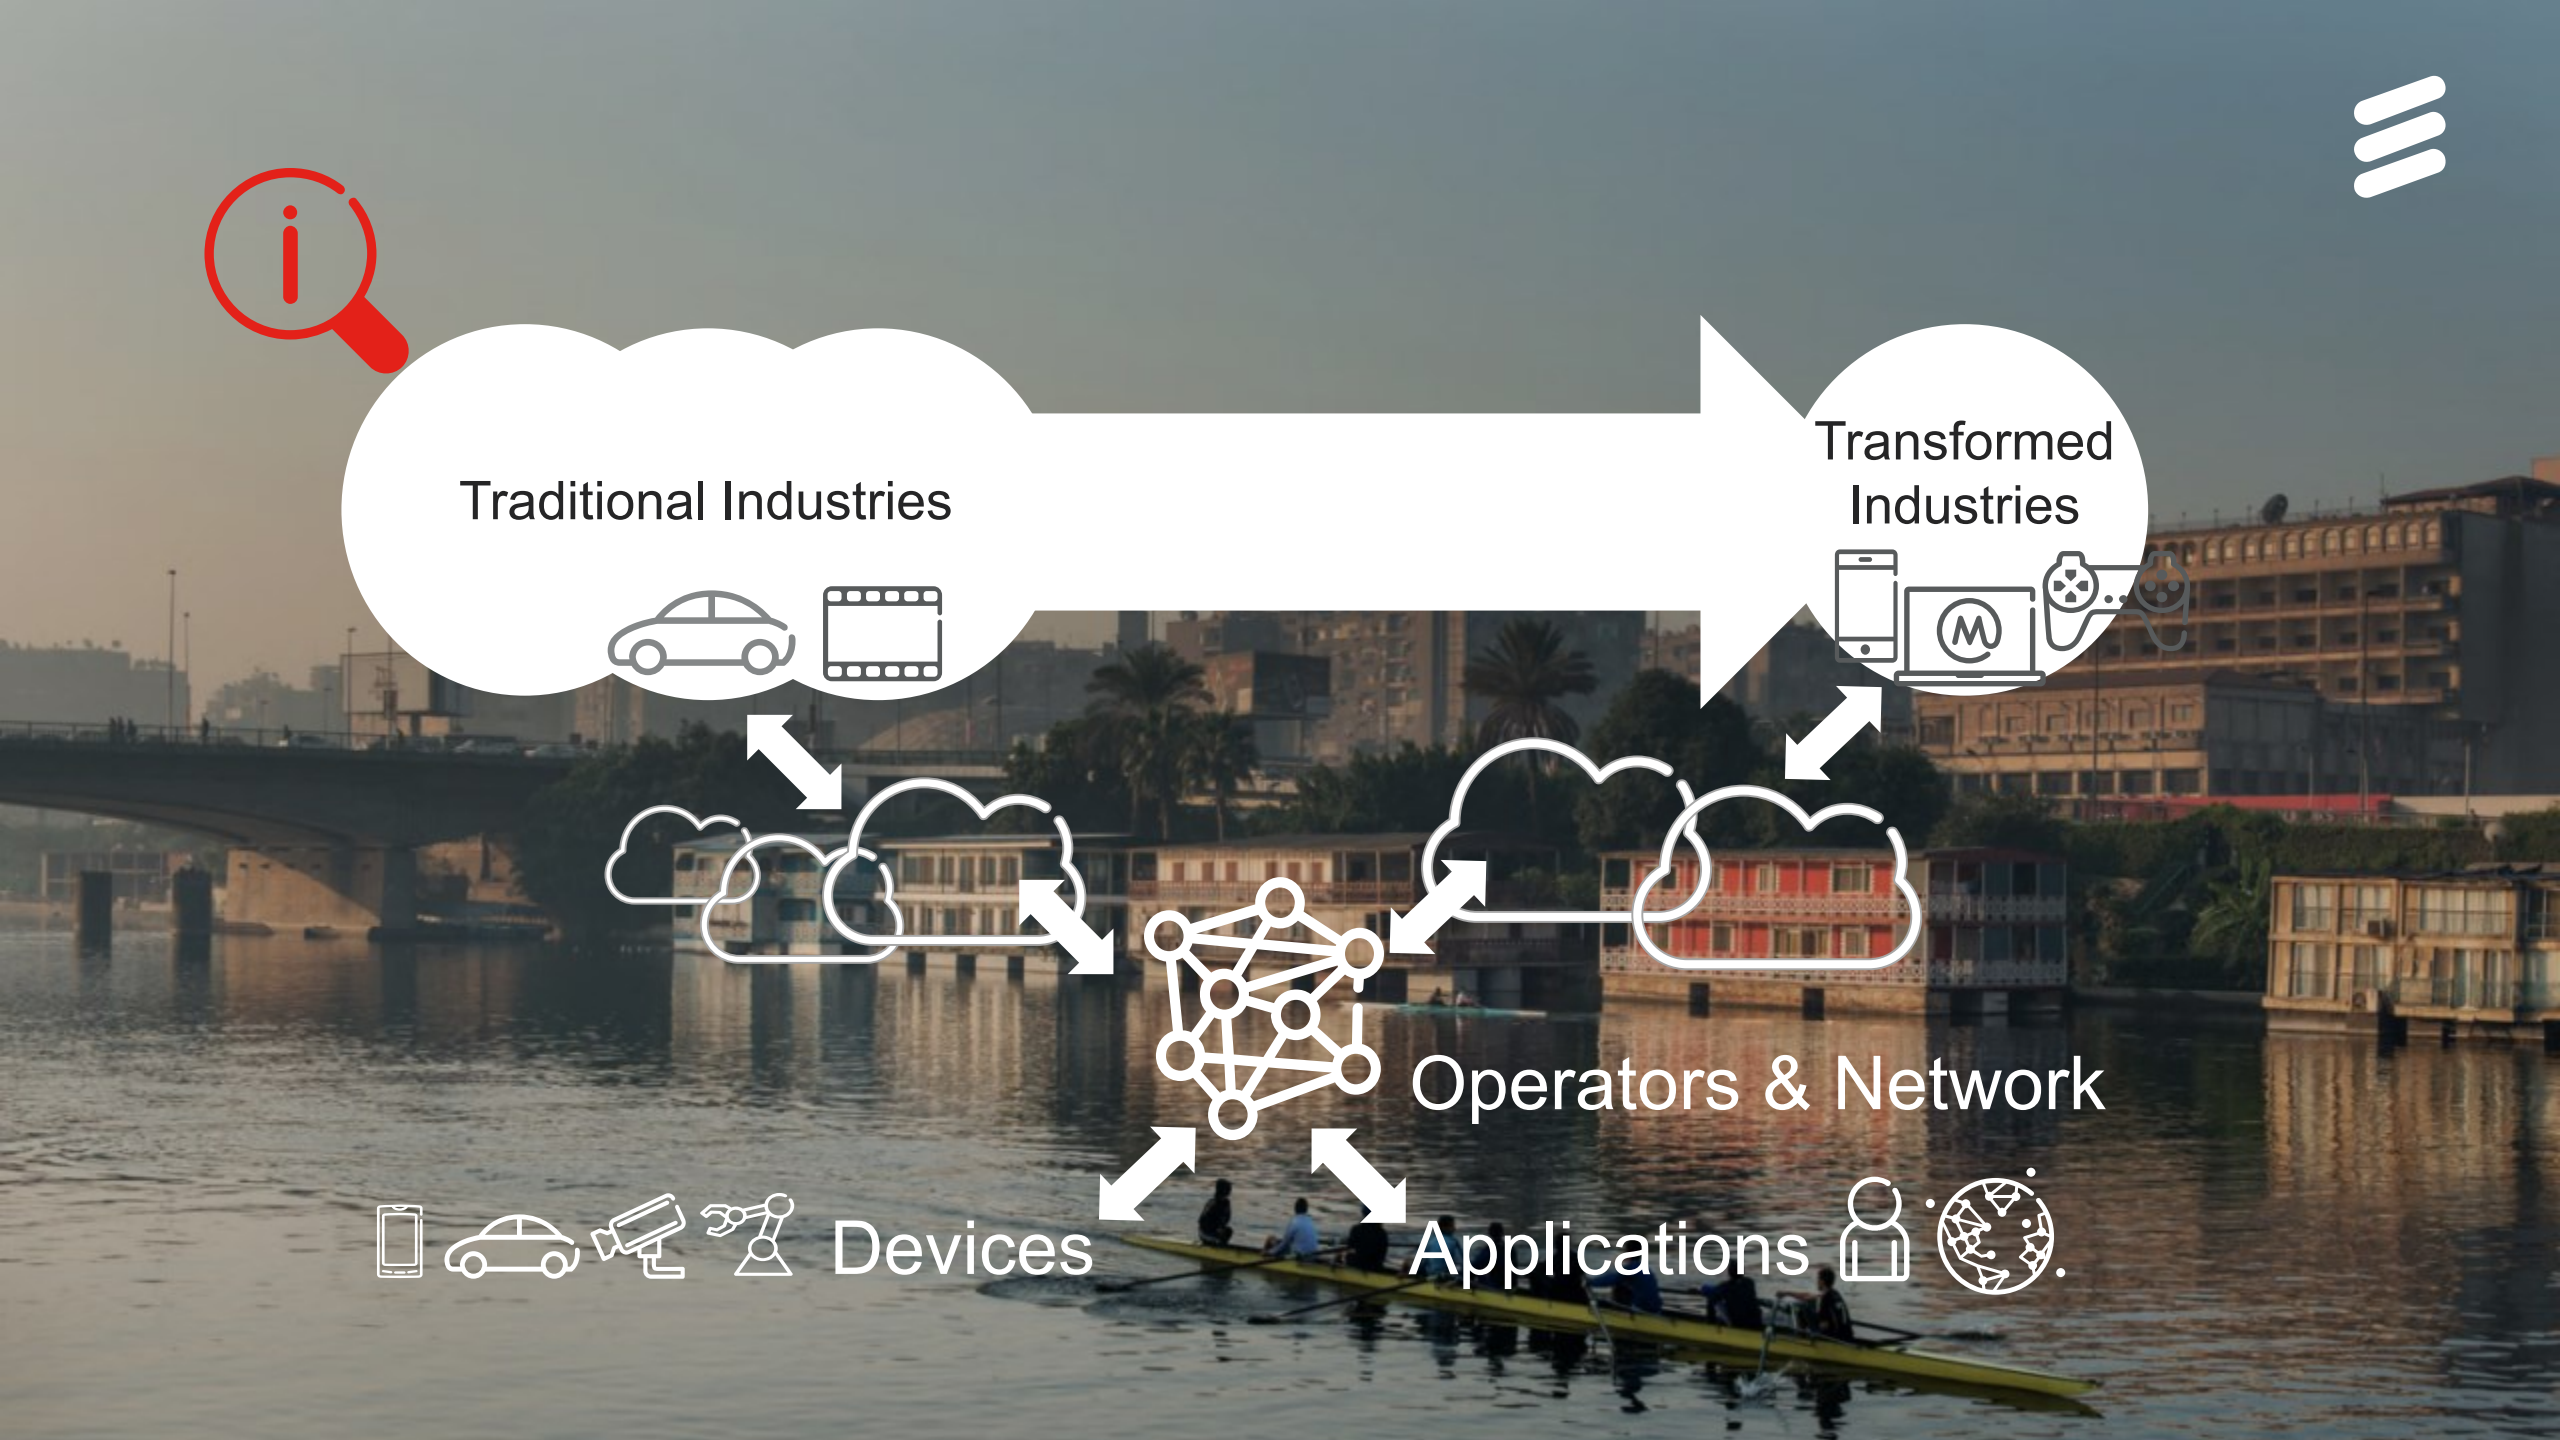 i
Traditional Industries
Transformed
Industries
M
Operators & Network
Devices
Applications